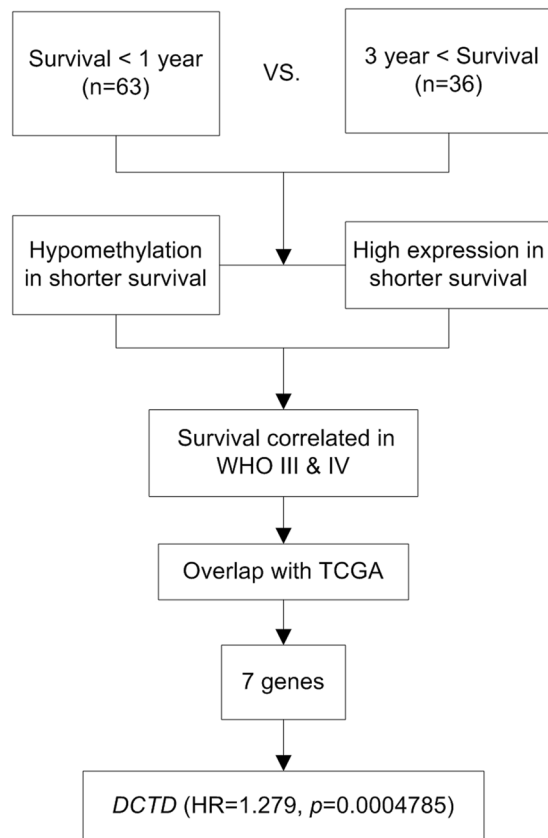 Survival < 1 year
(n=63)
VS.
3 year < Survival
(n=36)
Hypomethylation
in shorter survival
High expression in
shorter survival
Survival correlated in
WHO III & IV
Overlap with TCGA
7 genes
DCTD (HR=1.279, p=0.0004785)